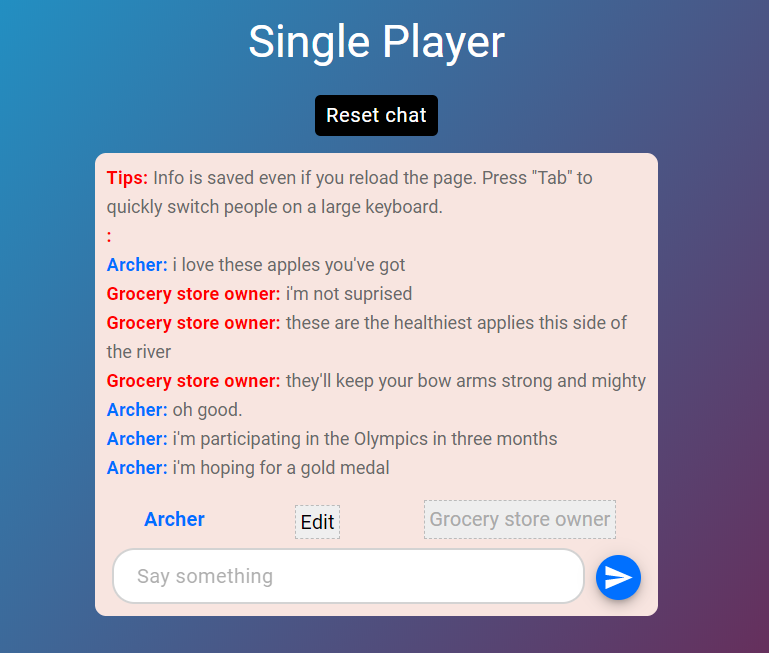 Single Player
Reset chat
Tips: Info is saved even if you reload the page. Press "Tab" to
quickly switch people on a large keyboard.
:
Archer: i love these apples you've got
Grocery store owner: i'm not suprised
Grocery store owner: these are the healthiest applies this side of
the river
Grocery store owner: they'll keep your bow arms strong and mighty
Archer: oh good.
Archer: i'm participating in the Olympics in three months
Archer: i'm hoping for a gold medal
Archer Edit Grocery store owner
Say something